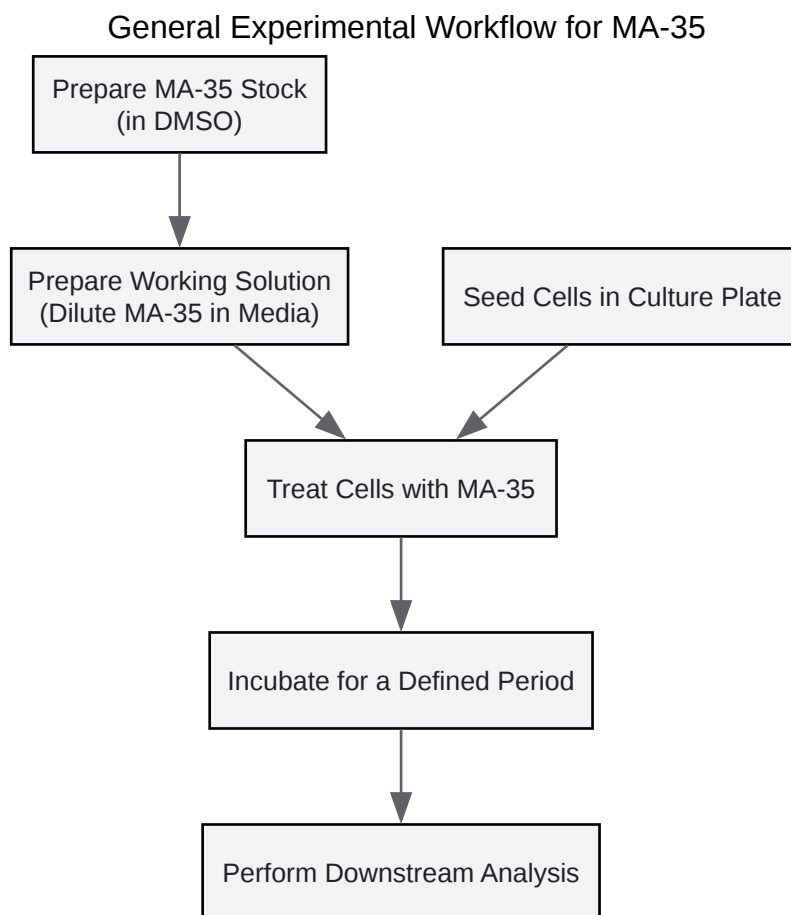 General Experimental Workflow for MA-35
Prepare MA-35 Stock
(in DMSO)
Prepare Working Solution
(Dilute MA-35 in Media)
Seed Cells in Culture Plate
Treat Cells with MA-35
Incubate for a Defined Period
Perform Downstream Analysis